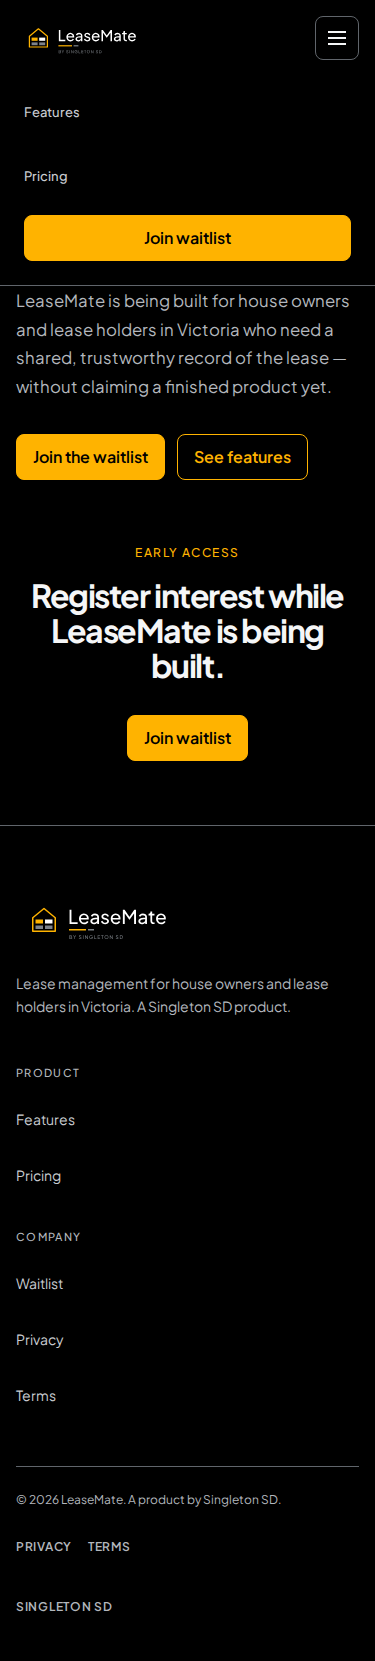 LeaseMate
BY SINGLETON SD
Features
Pricing
Join waitlist
LeaseMate is being built for house owners
and lease holders in Victoria who need a
shared, trustworthy record of the lease —
without claiming a finished product yet.
Join the waitlist
See features
EARLY ACCESS
Register interest while
LeaseMate is being
built.
Join waitlist
LeaseMate
BY SINGLETON SD
Lease management for house owners and lease
holders in Victoria. A Singleton SD product.
PRODUCT
Features
Pricing
COMPANY
Waitlist
Privacy
Terms
© 2026 LeaseMate. A product by Singleton SD.
PRIVACY TERMS
SINGLETON SD